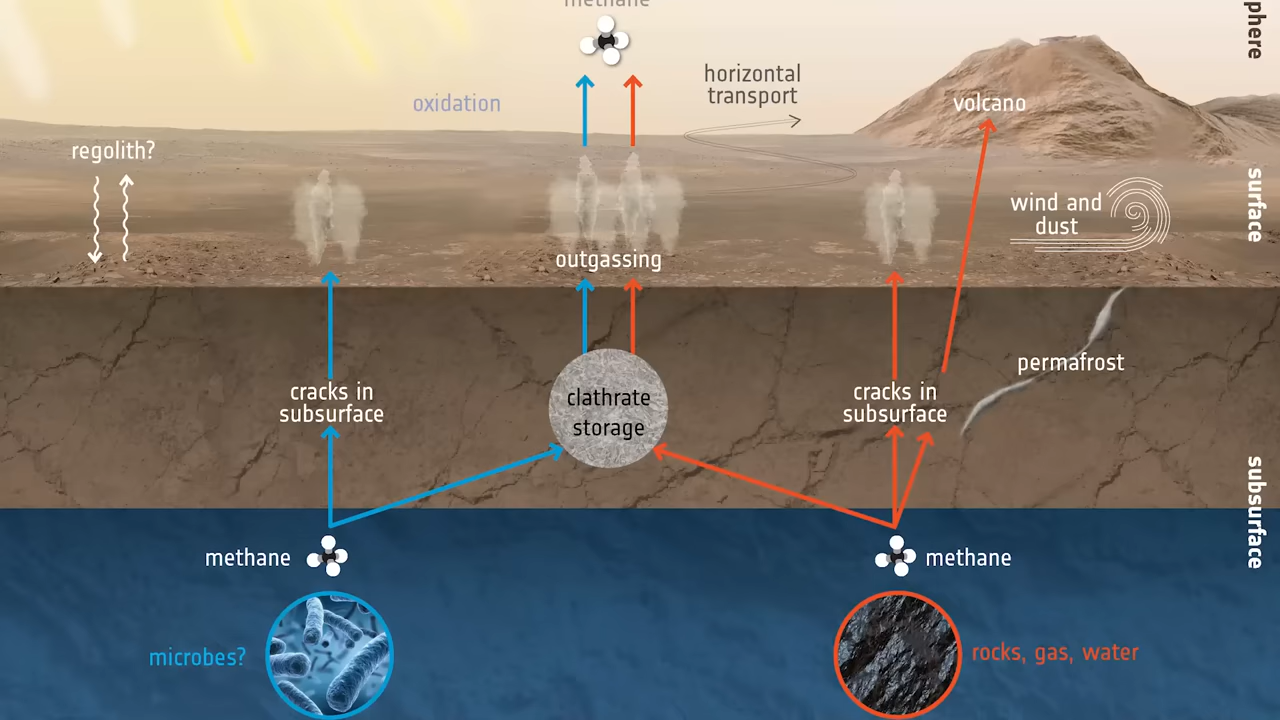 methane
phere
horizontal
transport
oxidation
volcano
regolith?
surface
wind and
dust
outgassing
permafrost
cracks in
subsurface
clathrate
storage
cracks in
subsurface
subsurface
methane
methane
microbes?
rocks, gas, water